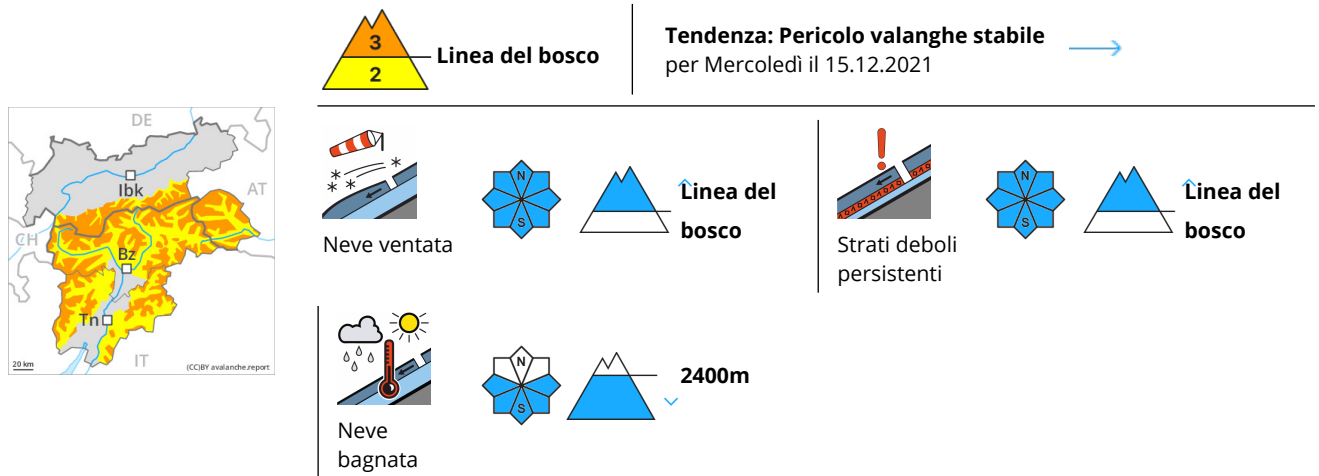 3
2
Linea del bosco
Tendenza: Pericolo valanghe stabile
per Mercoledì il 15.12.2021
DE
Ibk
AT
CH
Bz
Tn
IT
20 km
(CC)BY avalanche.report
N
S
Linea del
bosco
Neve ventata
N
S
Linea del
bosco
Strati deboli
persistenti
N
S
2400m
Neve
bagnata